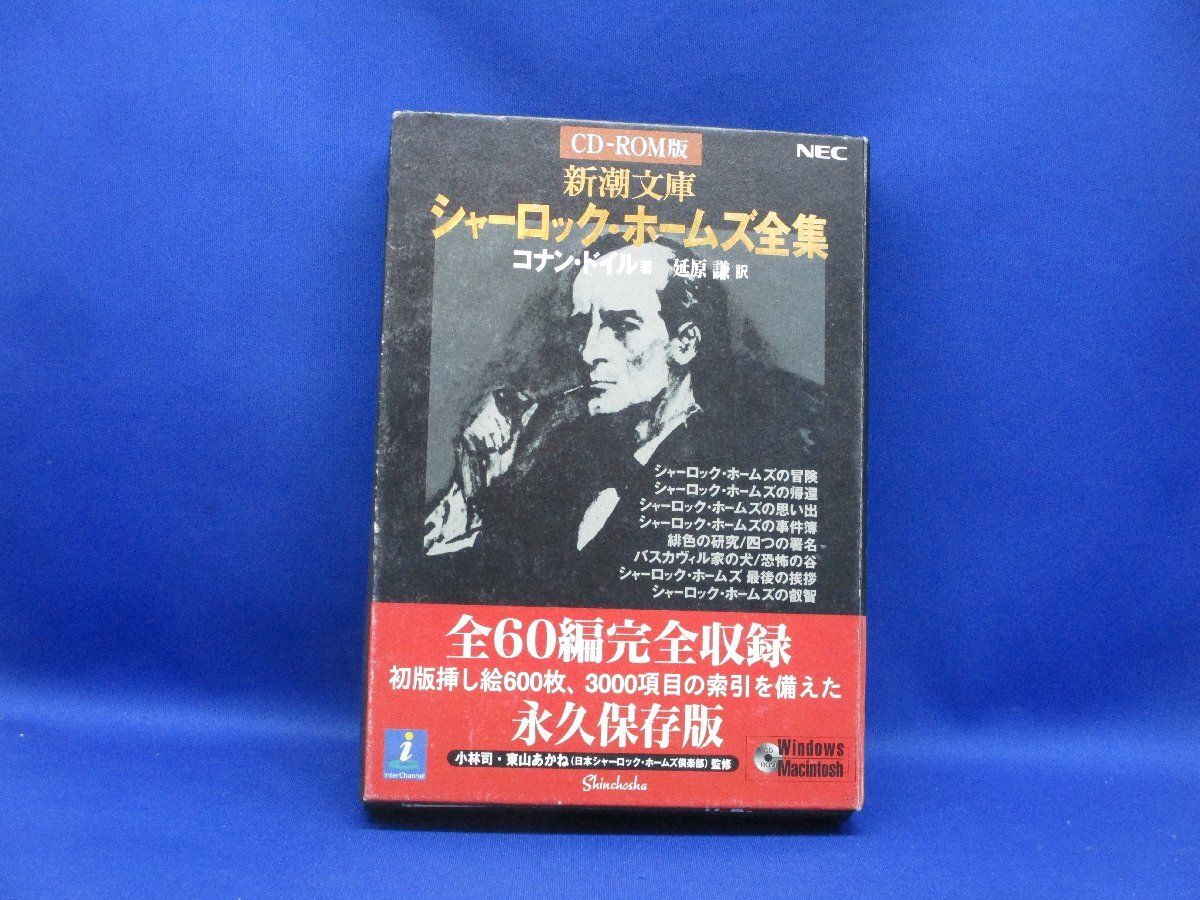 CD-ROM版
NEC
新潮文庫
シャーロック・ホームズ全集
コナン・ドイル著 延原 謙 訳
シャーロック・ホームズの冒険
シャーロック・ホームズの帰還
シャーロック・ホームズの思い出
シャーロック・ホームズの事件簿
緋色の研究/四つの署名
バスカヴィル家の犬/恐怖の谷
シャーロック・ホームズ 最後の挨拶
シャーロック・ホームズの叡智
全60編完全収録
初版挿し絵600枚、3000項目の索引を備えた
永久保存版
i
InterChannel
小林司・東山あかね(日本シャーロック・ホームズ倶楽部)監修
Shinchosha
CD ROM
Windows
Macintosh